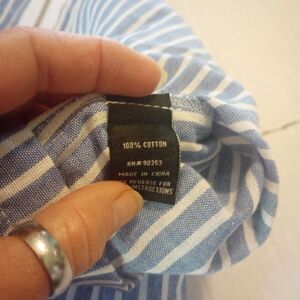 100% COTTON
RN# 90353
MADE IN CHINA
REVERSE FOR
INSTRUCTIONS